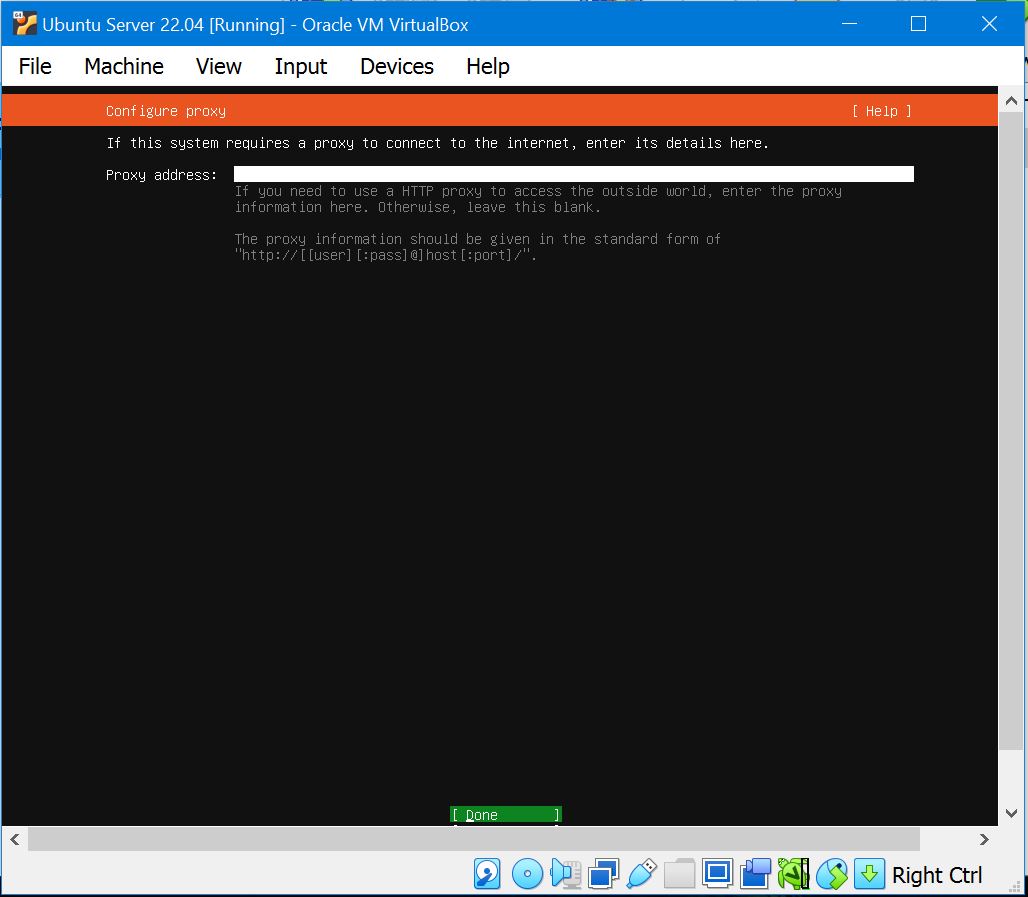 Ubuntu Server 22.04 [Running] - Oracle VM VirtualBox
File Machine View Input Devices Help
Configure proxy [ Help ]
If this system requires a proxy to connect to the internet, enter its details here.
Proxy address:
If you need to use a HTTP proxy to access the outside world, enter the proxy
information here. Otherwise, leave this blank.
The proxy information should be given in the standard form of
"http://[[user][:pass]@]host[:port]/".
[ Done ]
Right Ctrl